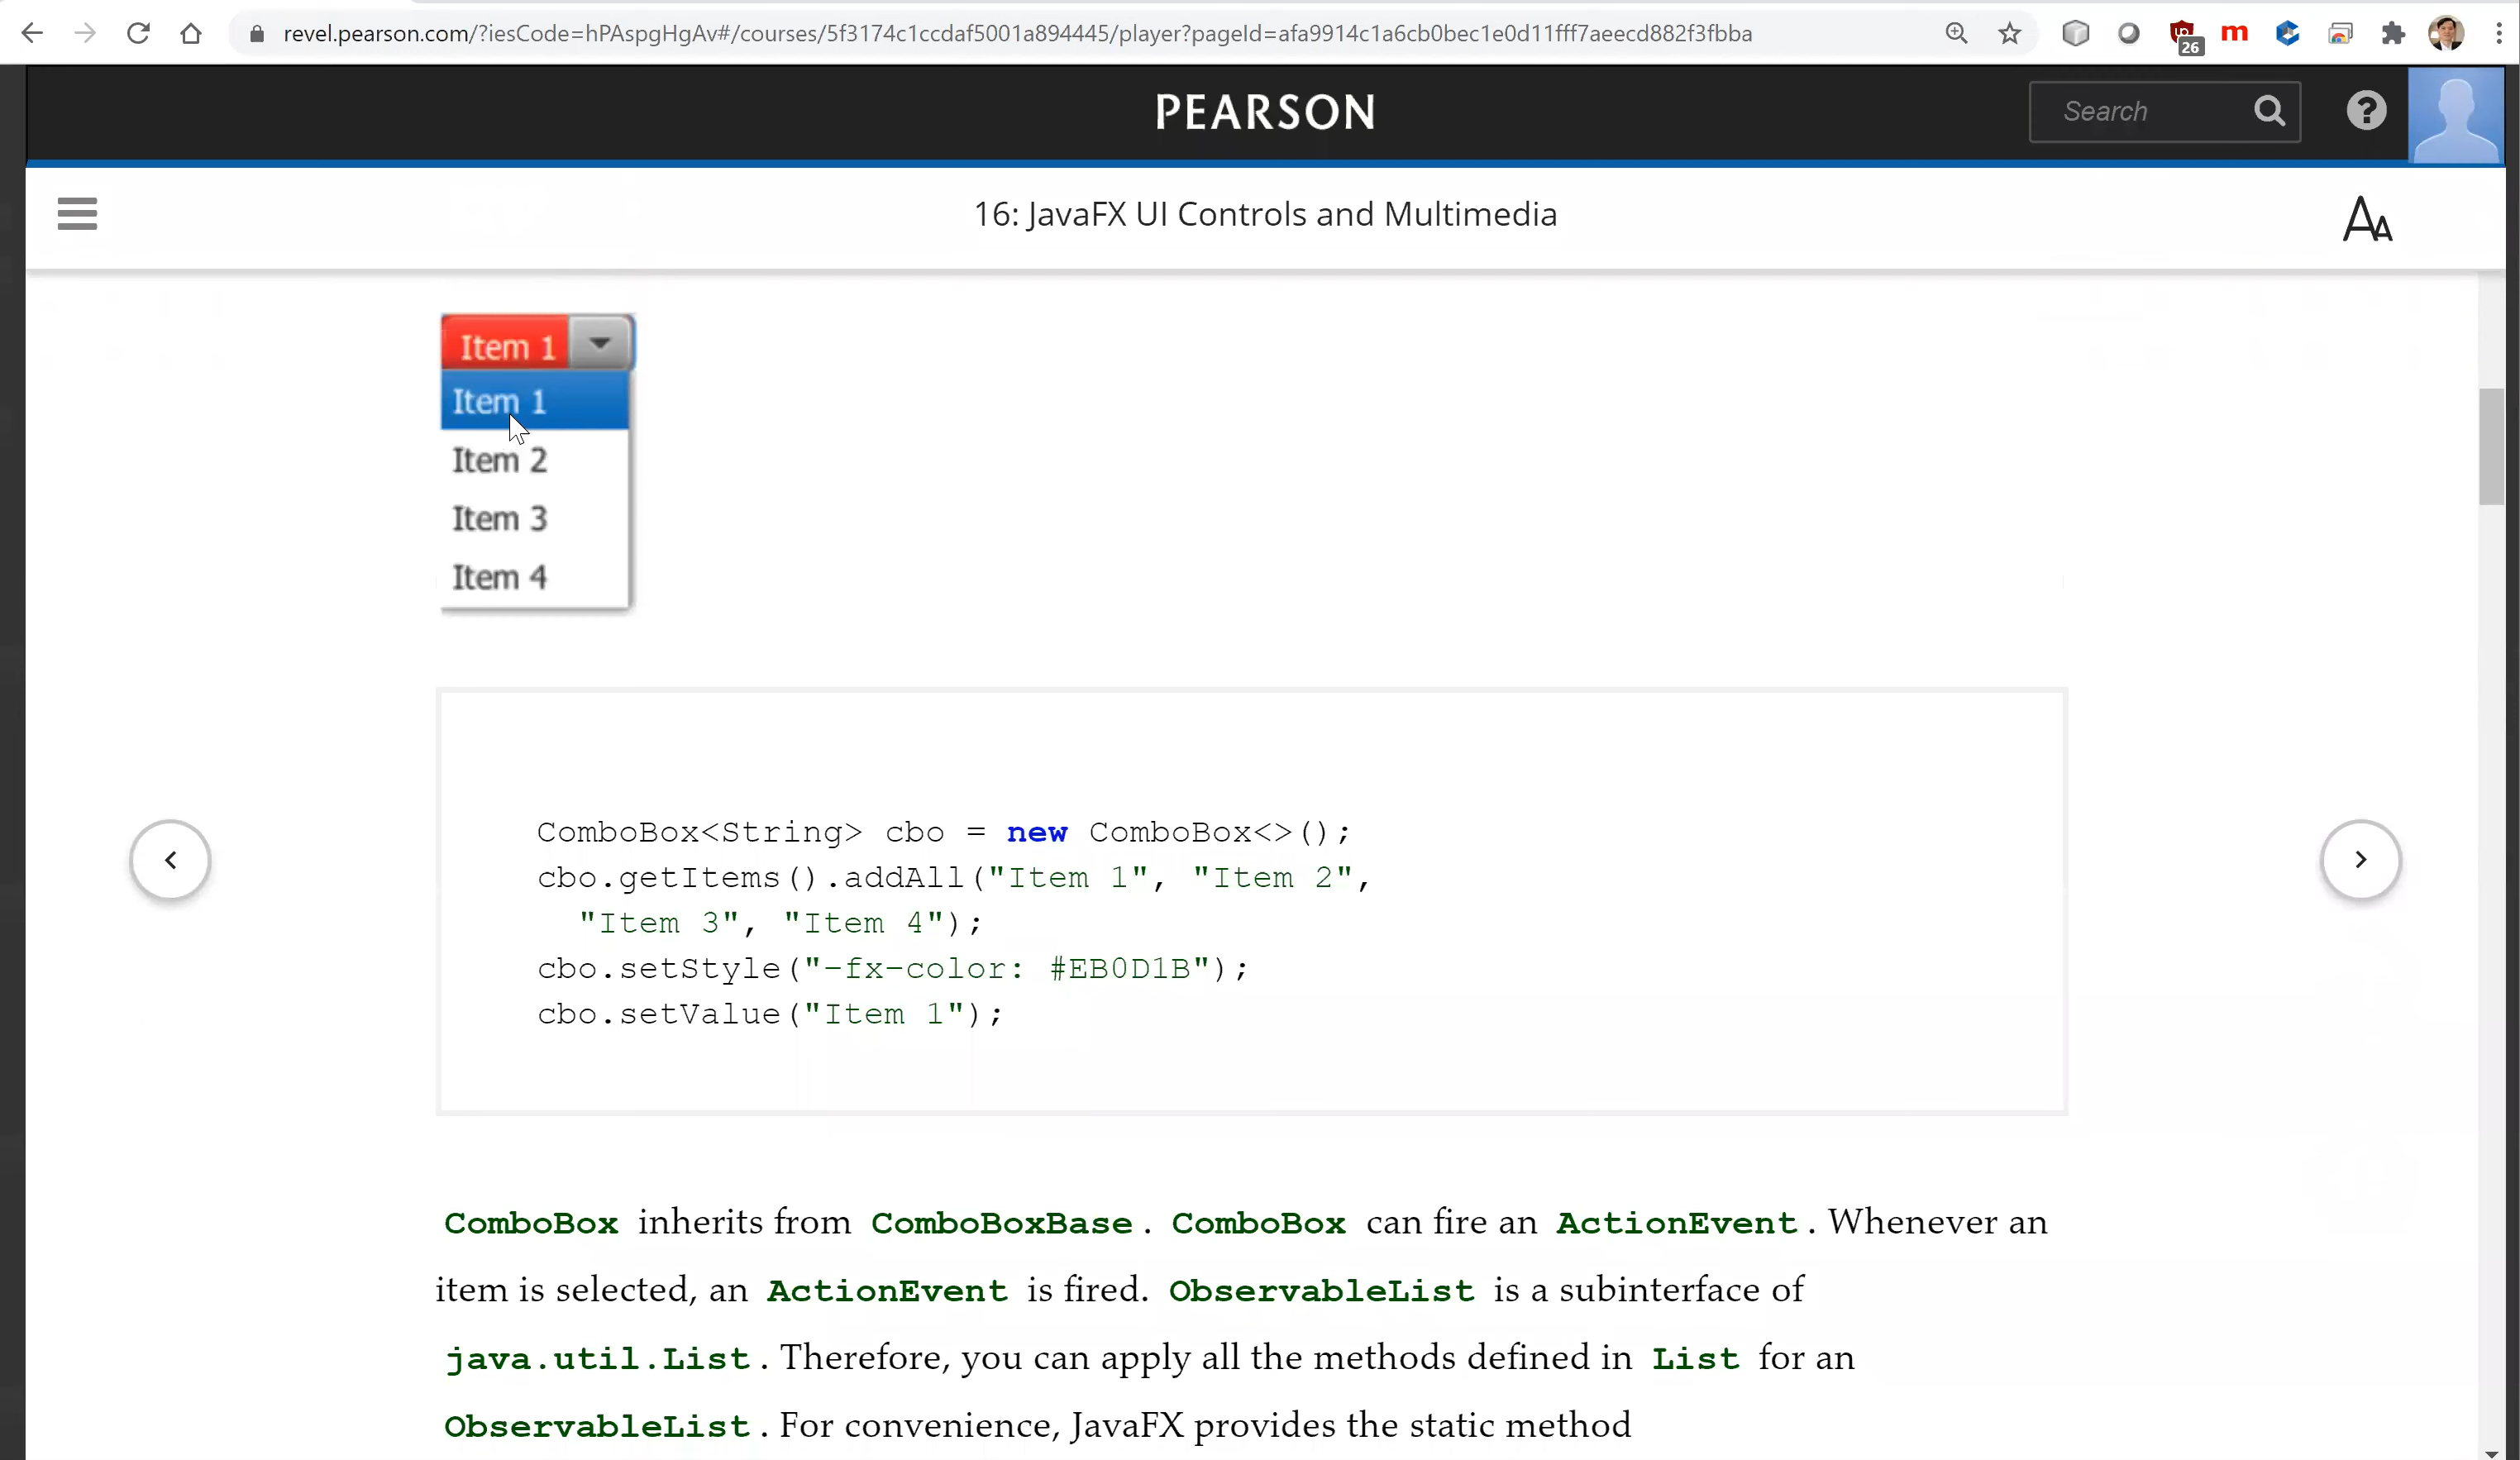 revel.pearson.com/?iesCode=hPAspgHgAv#/courses/5f3174c1ccdaf5001a894445/player?pageId=afa9914c1a6cb0bec1e0d11fff7aeecd882f3fbba
26
m
PEARSON
Search
?
16: JavaFX UI Controls and Multimedia
AA
Item 1
Item 1
Item 2
Item 3
Item 4
ComboBox<String> cbo = new ComboBox<>();
cbo.getItems().addAll("Item 1", "Item 2",
"Item 3", "Item 4");
cbo.setStyle("-fx-color: #EB0D1B");
cbo.setValue("Item 1");
ComboBox inherits from ComboBoxBase. ComboBox can fire an ActionEvent. Whenever an
item is selected, an ActionEvent is fired. ObservableList is a subinterface of
java.util.List. Therefore, you can apply all the methods defined in List for an
ObservableList. For convenience, JavaFX provides the static method